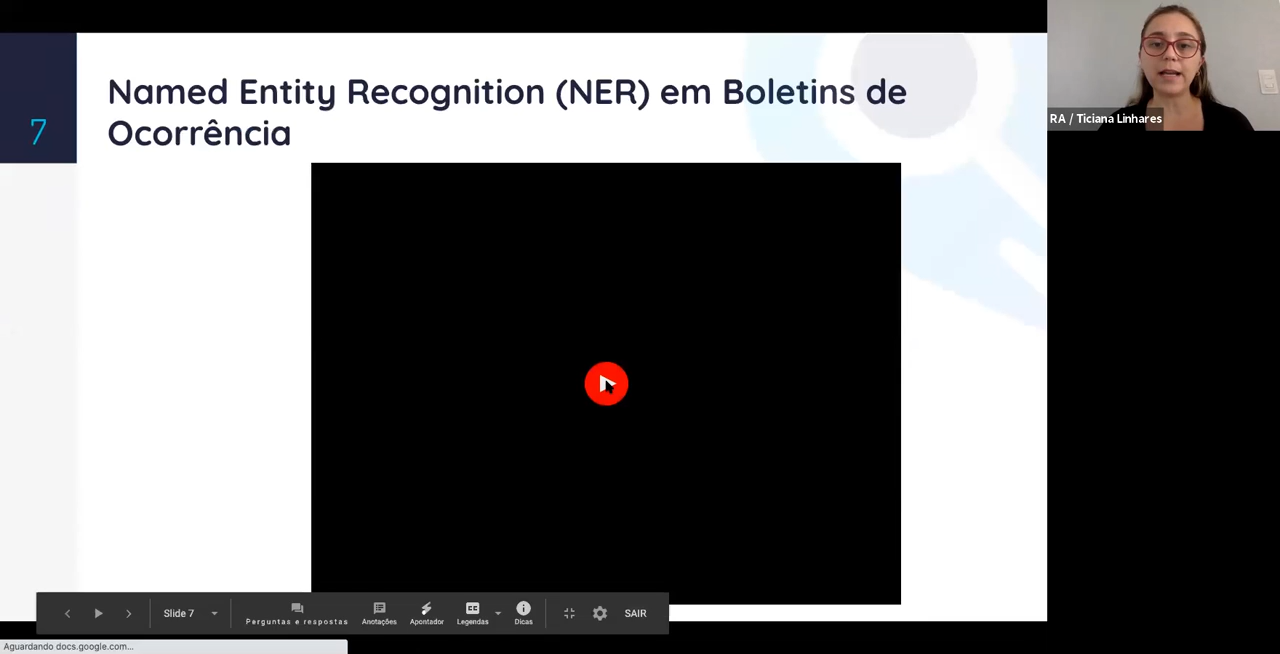 Named Entity Recognition (NER) em Boletins de
Ocorrência
7
RA / Ticiana Linhares
Slide 7
Perguntas e respostas
Anotações
Apontador
Legendas
Dicas
SAIR
Aguardando docs.google.com...